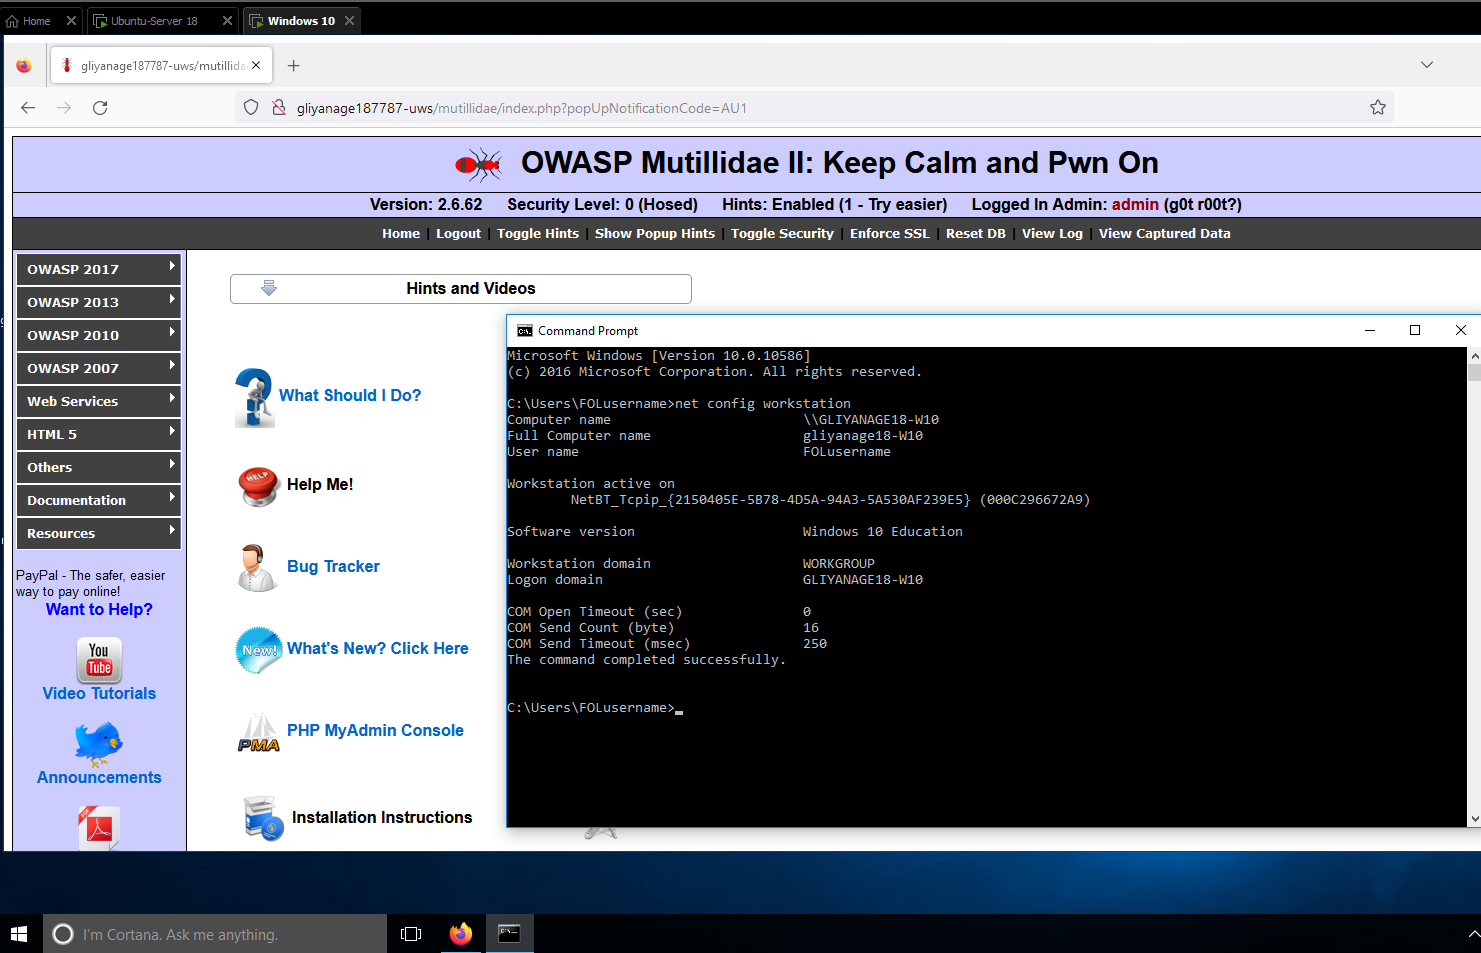 Home
Ubuntu-Server 18
Windows 10
gliyanage187787-uws/mutillidae
gliyanage187787-uws/mutillidae/index.php?popUpNotificationCode=AU1
OWASP Mutillidae II: Keep Calm and Pwn On
Version: 2.6.62 Security Level: 0 (Hosed) Hints: Enabled (1 - Try easier) Logged In Admin: admin (g0t r00t?)
Home | Logout | Toggle Hints | Show Popup Hints | Toggle Security | Enforce SSL | Reset DB | View Log | View Captured Data
OWASP 2017
OWASP 2013
OWASP 2010
OWASP 2007
Web Services
HTML 5
Others
Documentation
Resources
PayPal - The safer, easier
way to pay online!
Want to Help?
You
Tube
Video Tutorials
Announcements
Hints and Videos
What Should I Do?
HELP
Help Me!
Bug Tracker
New!
What's New? Click Here
PMA
PHP MyAdmin Console
Installation Instructions
Command Prompt
Microsoft Windows [Version 10.0.10586]
(c) 2016 Microsoft Corporation. All rights reserved.
C:\Users\FOLusername>net config workstation
Computer name \\GLIYANAGE18-W10
Full Computer name gliyanage18-W10
User name FOLusername
Workstation active on
NetBT_Tcpip_{2150405E-5B78-4D5A-94A3-5A530AF239E5} (000C296672A9)
Software version Windows 10 Education
Workstation domain WORKGROUP
Logon domain GLIYANAGE18-W10
COM Open Timeout (sec) 0
COM Send Count (byte) 16
COM Send Timeout (msec) 250
The command completed successfully.
C:\Users\FOLusername>
I'm Cortana. Ask me anything.